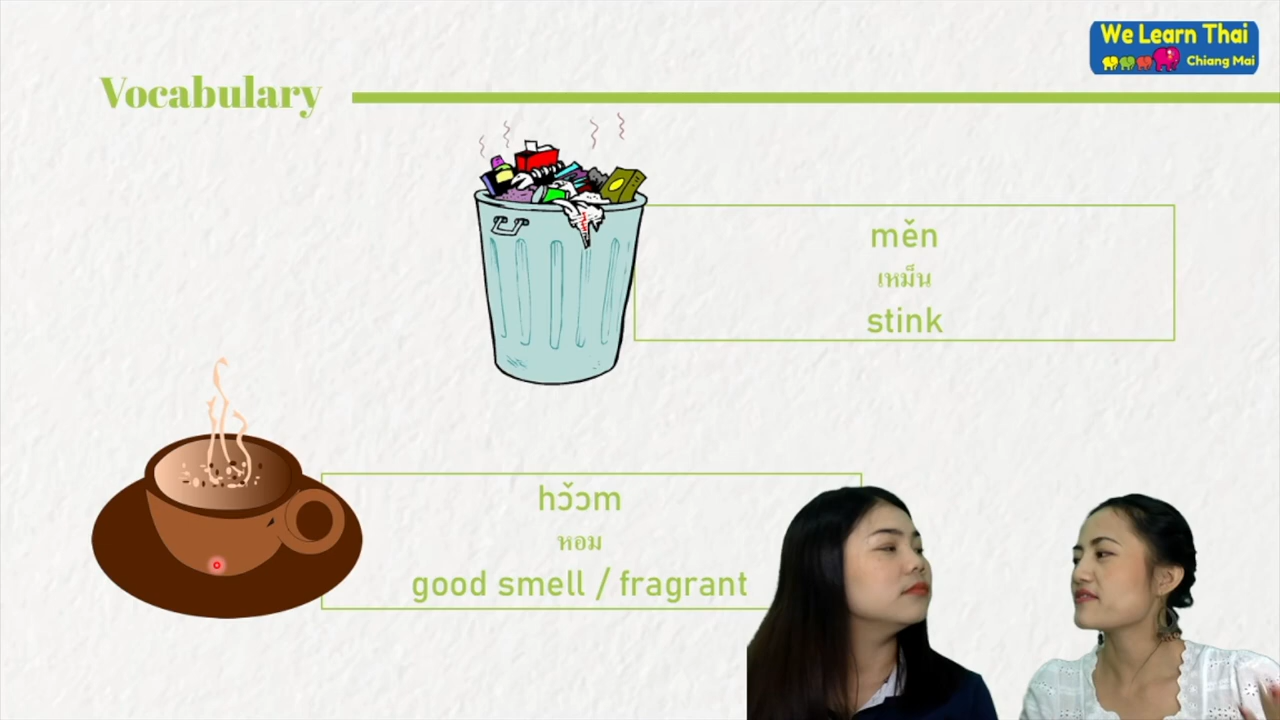 We Learn Thai
Chiang Mai
Vocabulary
měn
เหม็น
stink
hɔ̌ɔm
หอม
good smell / fragrant